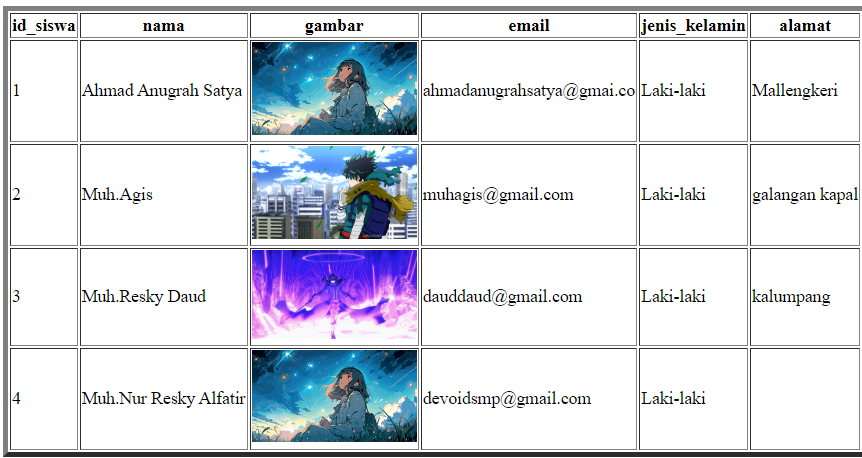 id_siswa nama gambar email jenis_kelamin alamat
1 Ahmad Anugrah Satya ahmadanugrahsatya@gmai.co Laki-laki Mallengkeri
2 Muh.Agis muhagis@gmail.com Laki-laki galangan kapal
3 Muh.Resky Daud dauddaud@gmail.com Laki-laki kalumpang
4 Muh.Nur Resky Alfatir devoidsmp@gmail.com Laki-laki